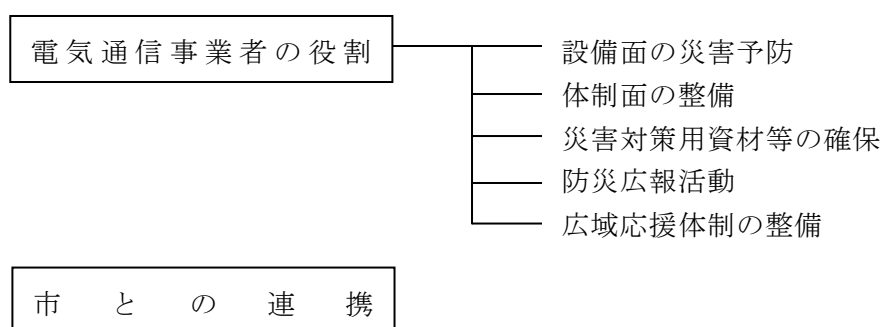 電気通信事業者の役割
設備面の災害予防
体制面の整備
災害対策用資材等の確保
防災広報活動
広域応援体制の整備
市との連携